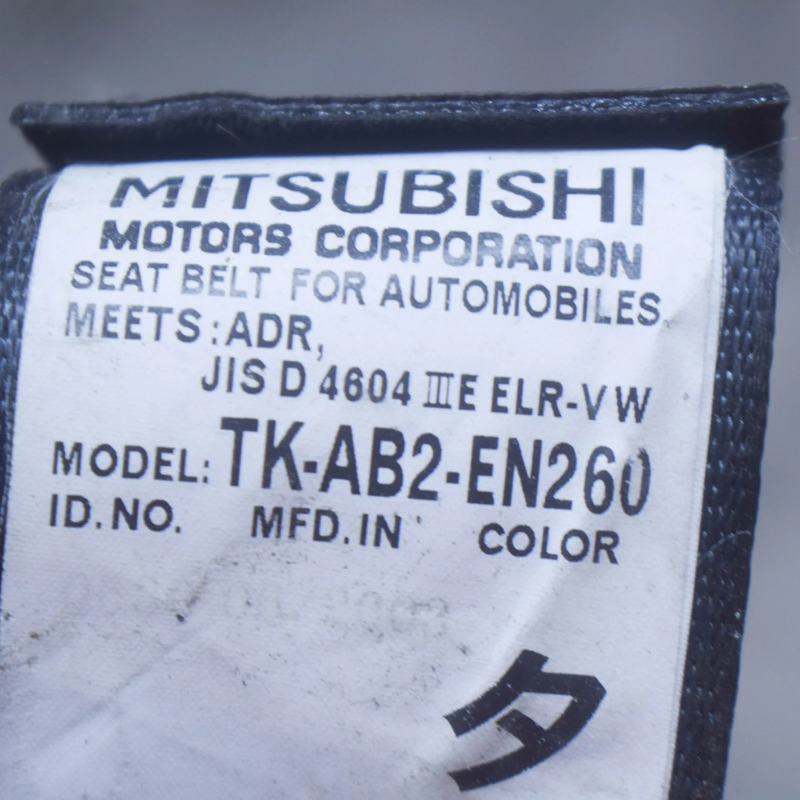 MITSUBISHI
MOTORS CORPORATION
SEAT BELT FOR AUTOMOBILES
MEETS:ADR,
JIS D 4604 ⅢE ELR-VW
MODEL: TK-AB2-EN260
ID.NO. MFD.IN COLOR
タ